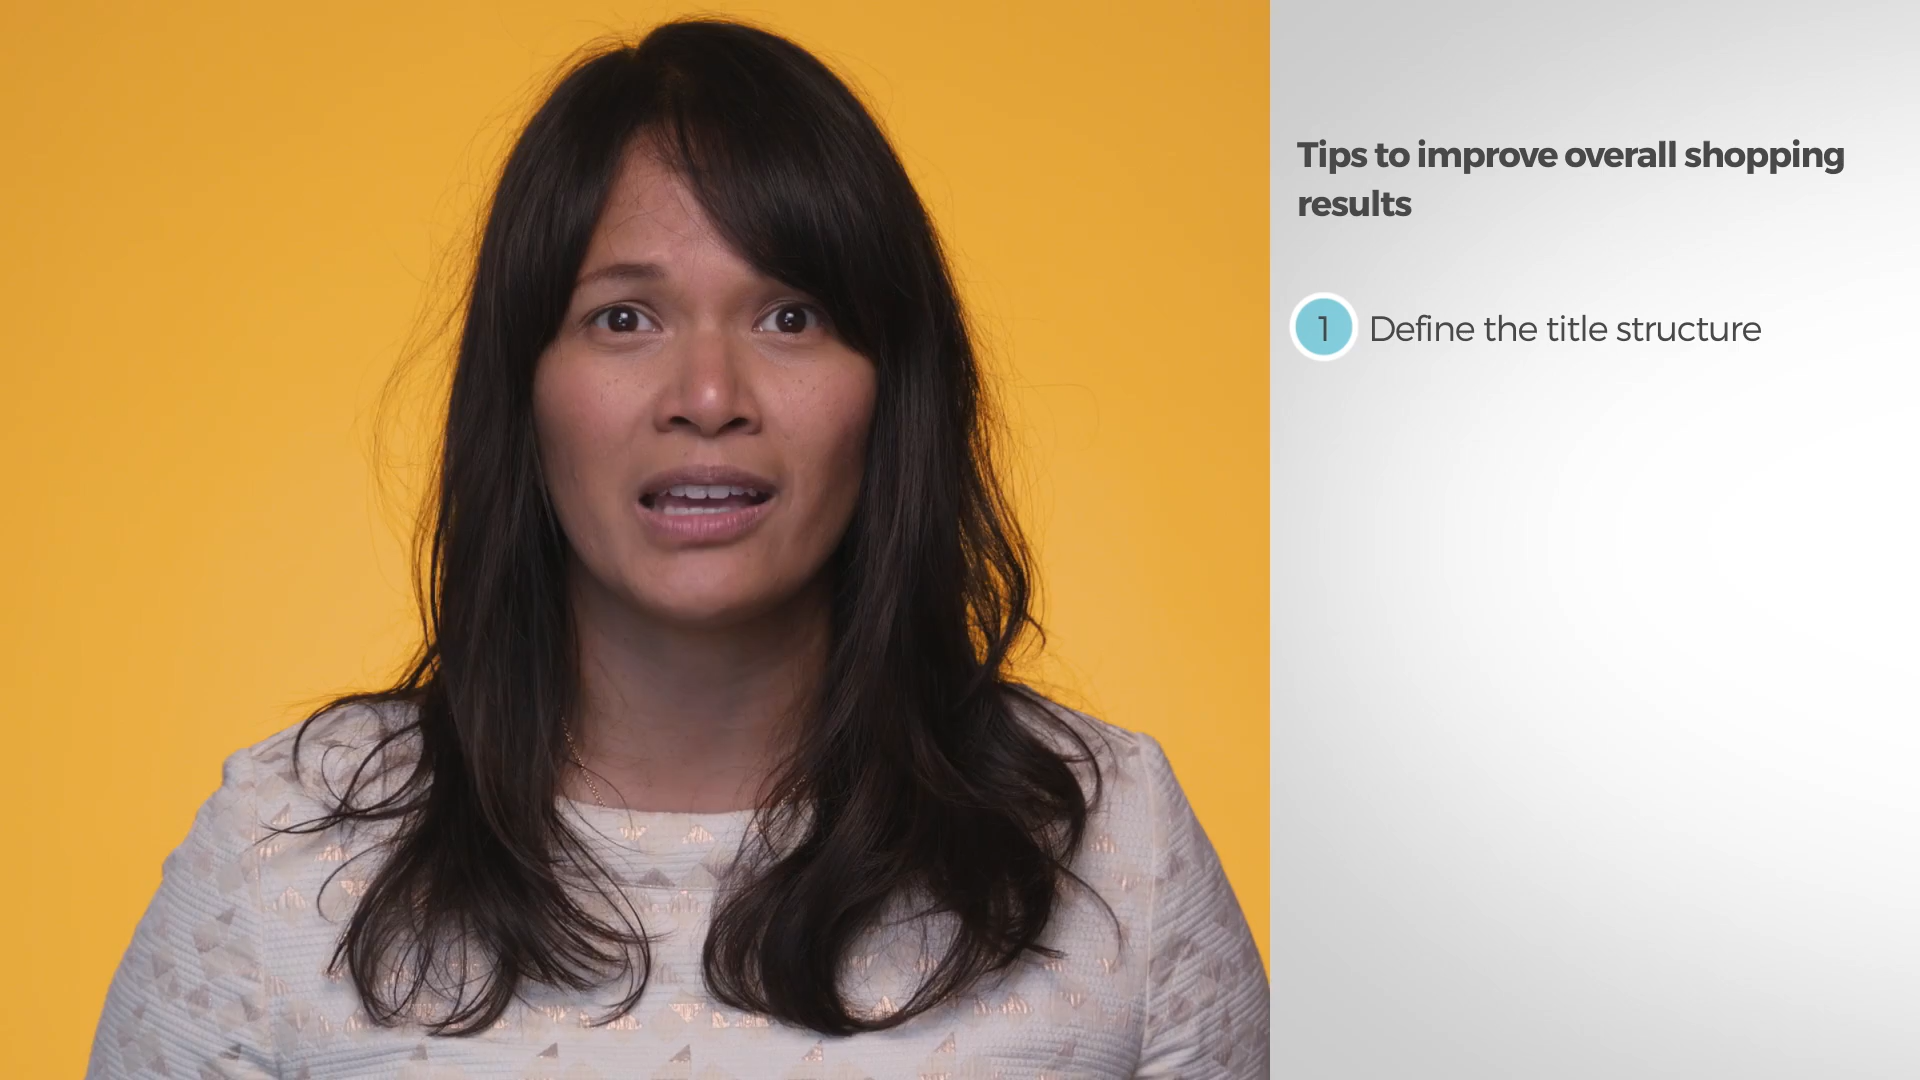 Tips to improve overall shopping
results
1 Define the title structure